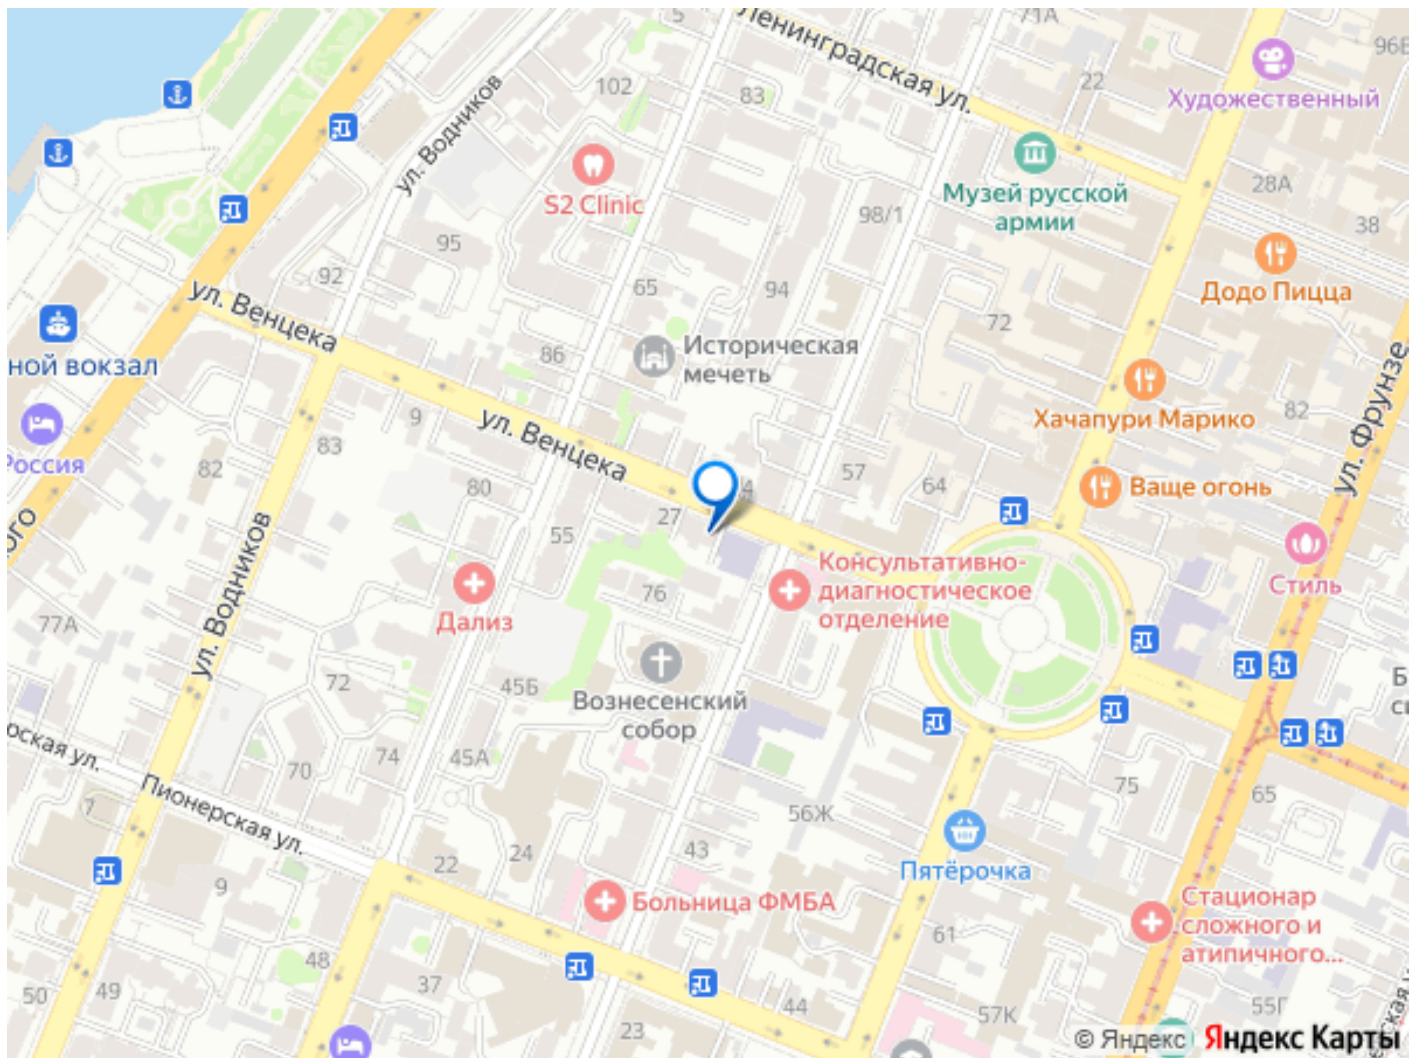 5
71А
Ленинградская ул.
96В
22
Художественный
102
83
ул. Водников
S2 Clinic
Музей русской
армии
28А
98/1
38
95
92
65
94
Додо Пицца
ул. Венцека
72
Историческая
мечеть
86
ной вокзал
ул. Фрунзе
9
ул. Венцека
Хачапури Марико
82
83
Россия
82
80
57
64
Ваще огонь
27
ого
55
ул. Водников
Консультативно-
диагностическое
отделение
Стиль
76
Дализ
77А
72
45Б
Вознесенский
собор
рская ул.
74
45А
70
Пионерская ул.
7
75
65
56Ж
22
24
43
Пятёрочка
9
Больница ФМБА
Стационар
сложного и
атипичного...
61
48
37
50
49
44
23
57К
55Г
© Яндекс Яндекс Карты